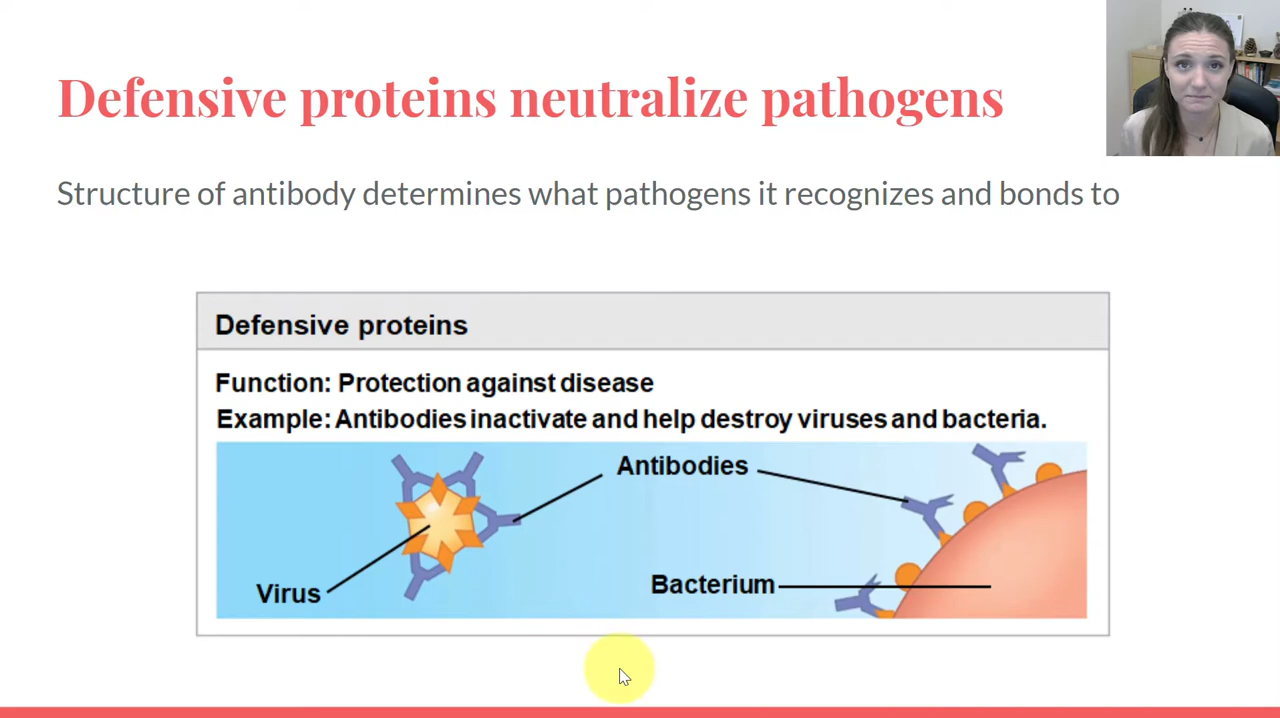 Defensive proteins neutralize pathogens
Structure of antibody determines what pathogens it recognizes and bonds to
Defensive proteins
Function: Protection against disease
Example: Antibodies inactivate and help destroy viruses and bacteria.
Antibodies
Virus
Bacterium